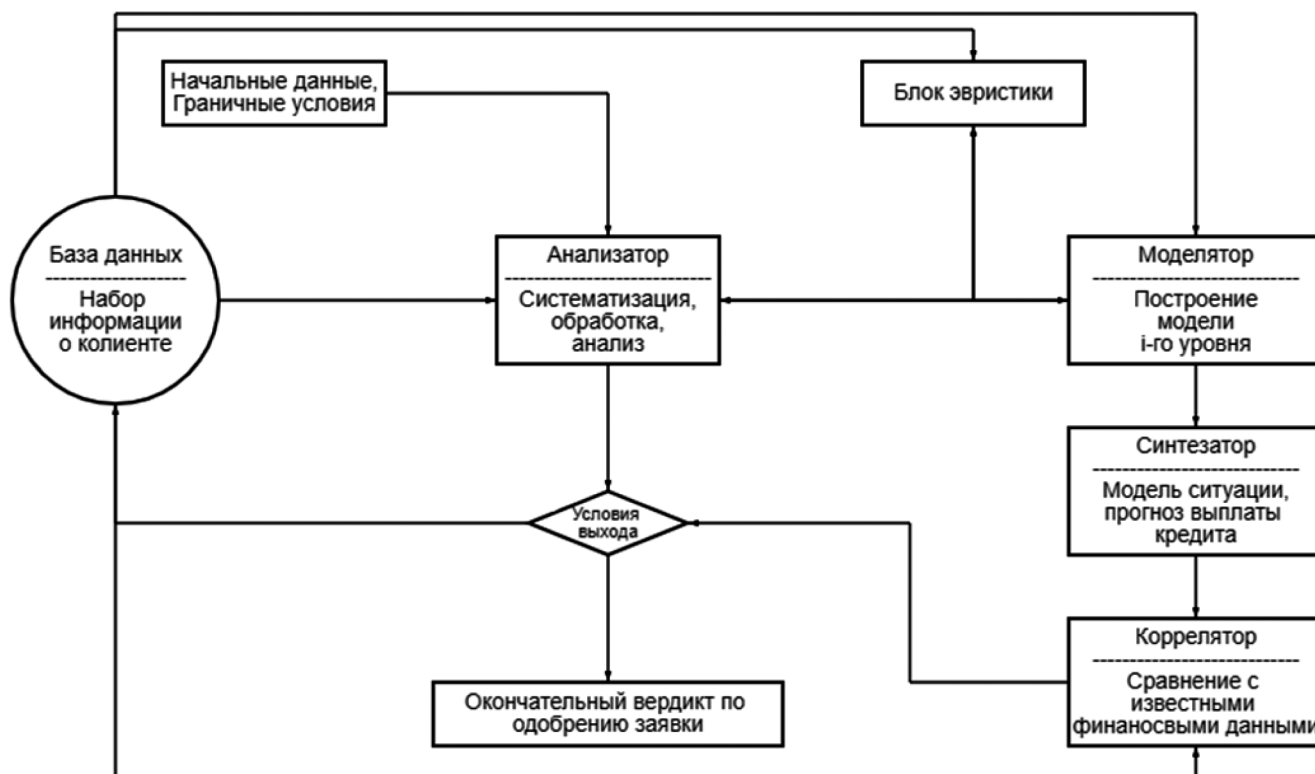 Начальные данные,
Граничные условия
Блок эвристики
База данных
Набор
информации
о колиенте
Анализатор
Систематизация,
обработка,
анализ
Моделятор
Построение
модели
i-го уровня
Синтезатор
Модель ситуации,
прогноз выплаты
кредита
Условия
выхода
Коррелятор
Сравнение с
известными
финаносвыми данными
Окончательный вердикт по
одобрению заявки